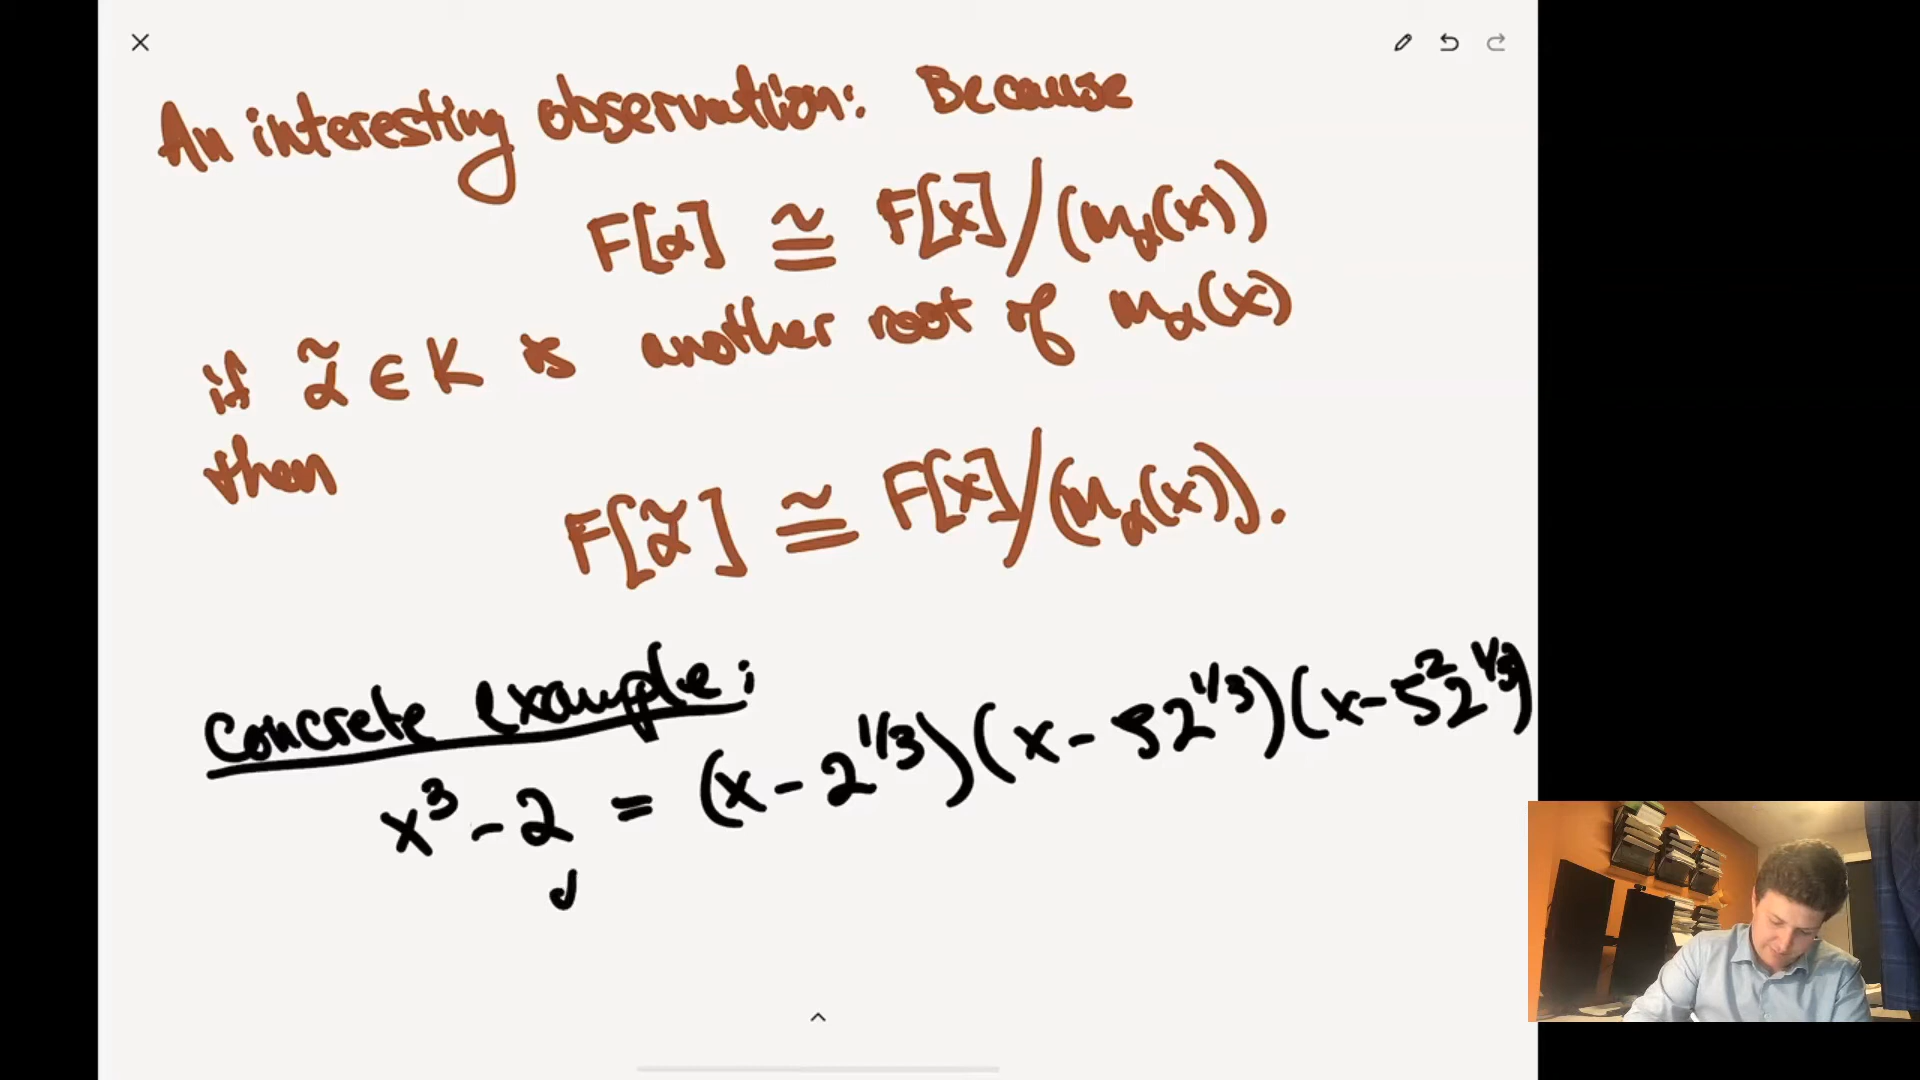 An interesting observation: Because
F[α] ≅ F[x]/(m_α(x))
if α̃ ∈ K is another root of m_α(x)
then
F[α̃] ≅ F[x]/(m_α(x)).
Concrete example:
x³ - 2 = (x - 2^{1/3})(x - ζ2^{1/3})(x - ζ²2^{1/3})